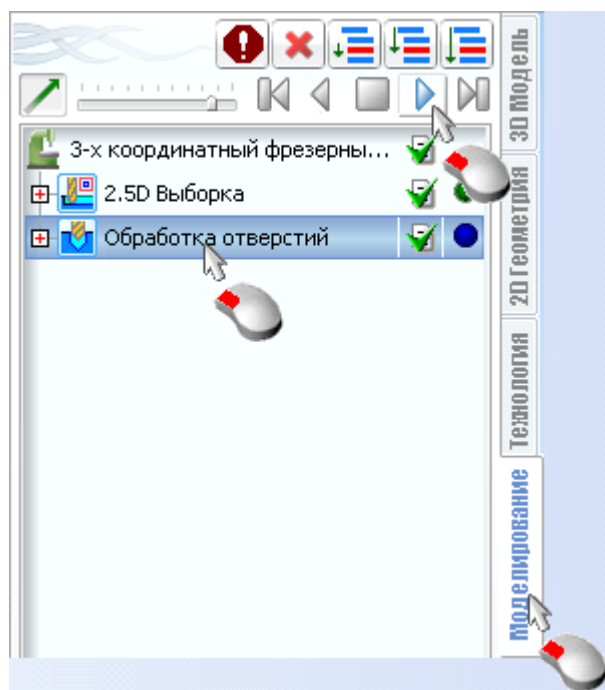 3-х координатный фрезерны...
2.5D Выборка
Обработка отверстий
3D Модель
2D Геометрия
Технология
Моделирование